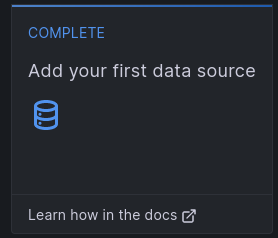 COMPLETE
Add your first data source
Learn how in the docs